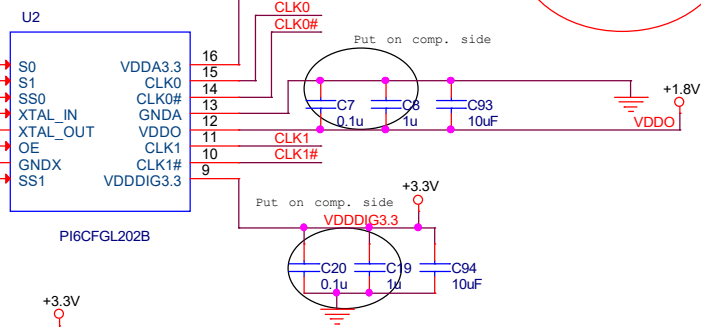 U2
CLK0
CLK0#
Put on comp. side
S0
S1
SS0
XTAL_IN
XTAL_OUT
OE
GNDX
SS1
VDDA3.3
CLK0
CLK0#
GNDA
VDDO
CLK1
CLK1#
VDDDIG3.3
16
15
14
13
12
11
10
9
CLK1
CLK1#
C7
0.1u
C8
1u
C93
10uF
+1.8V
VDDO
PI6CFGL202B
Put on comp. side
+3.3V
VDDDIG3.3
C20
0.1u
C19
1u
C94
10uF
+3.3V